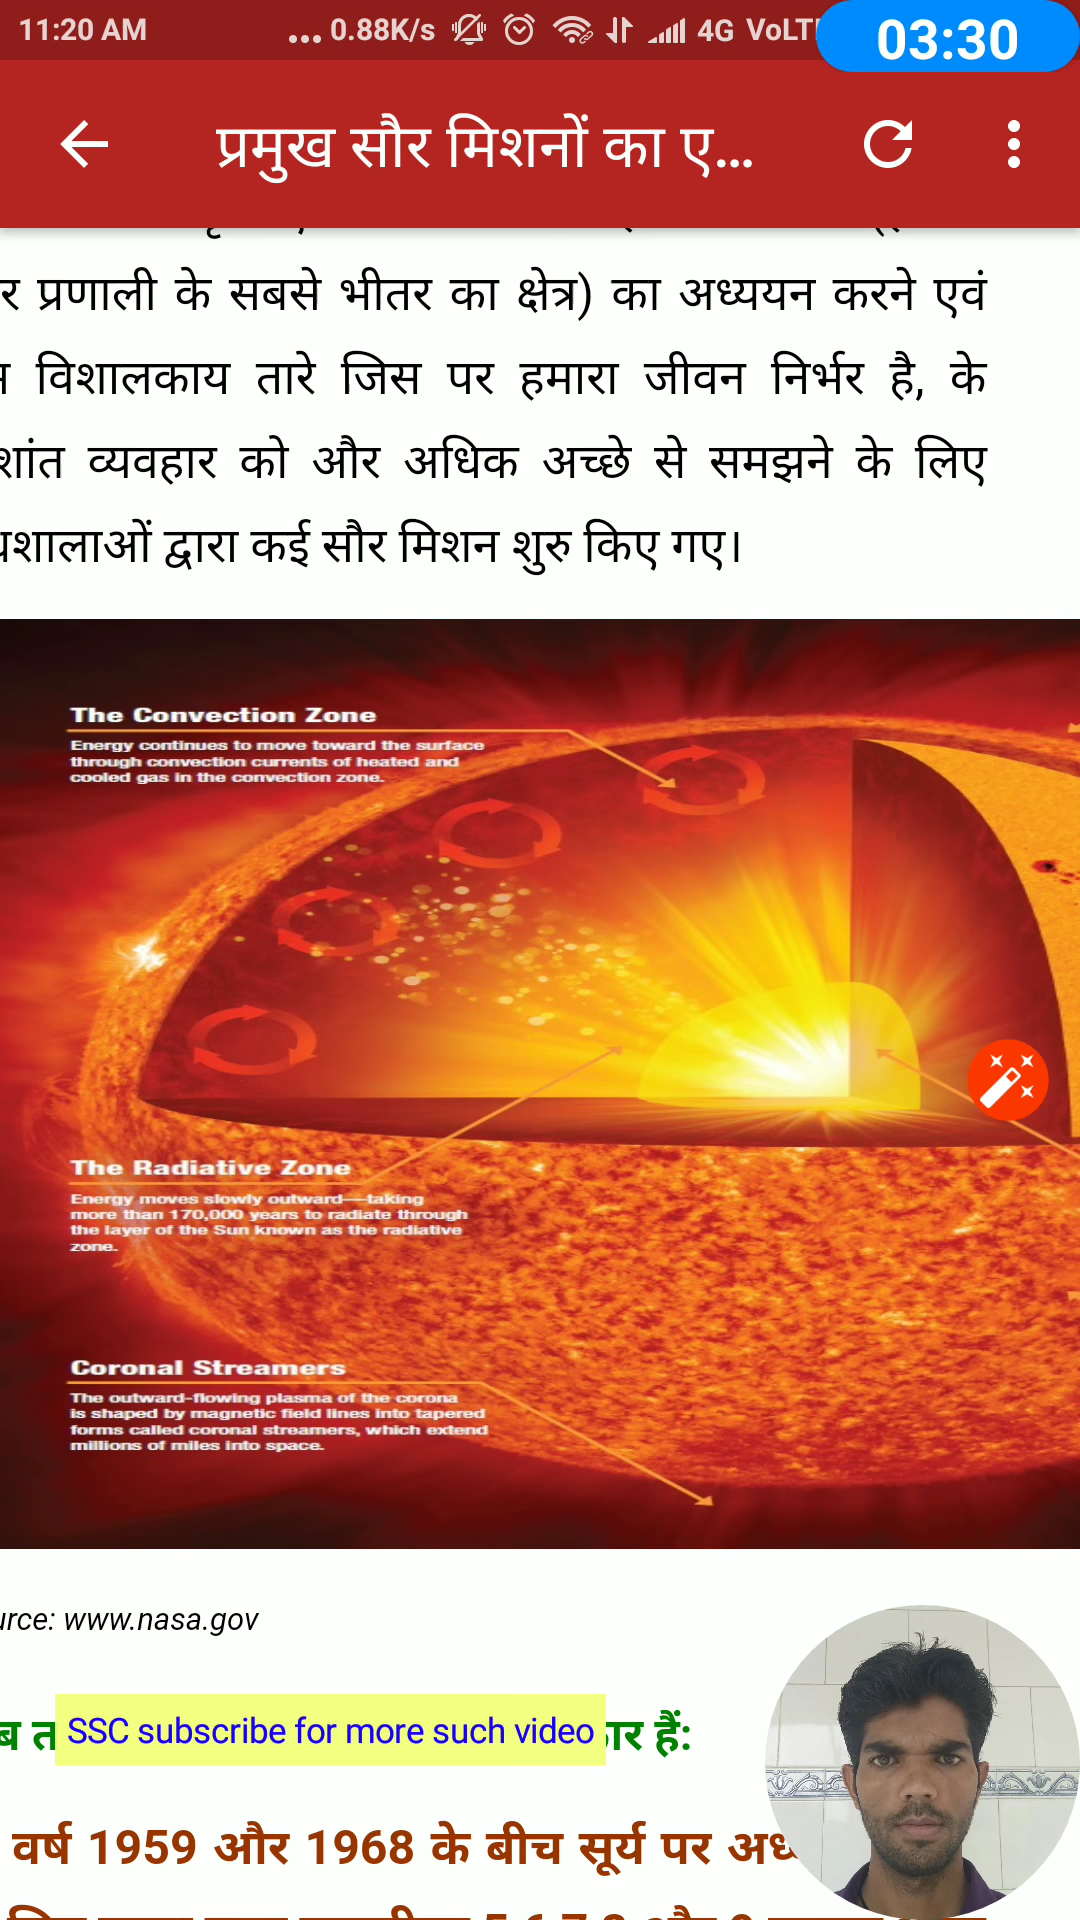 11:20 AM ... 0.88K/s 4G VoLT
03:30
प्रमुख सौर मिशनों का ए...
र प्रणाली के सबसे भीतर का क्षेत्र) का अध्ययन करने एवं
विशालकाय तारे जिस पर हमारा जीवन निर्भर है, के
शांत व्यवहार को और अधिक अच्छे से समझने के लिए
शालाओं द्वारा कई सौर मिशन शुरु किए गए।
The Convection Zone
Energy continues to move toward the surface
through convection currents of heated and
cooled gas in the convection zone.
The Radiative Zone
Energy moves slowly outward—taking
more than 170,000 years to radiate through
the layer of the Sun known as the radiative
zone.
Coronal Streamers
The outward-flowing plasma of the corona
is shaped by magnetic field lines into tapered
forms called coronal streamers, which extend
millions of miles into space.
urce: www.nasa.gov
ब त SSC subscribe for more such video ार हैं:
वर्ष 1959 और 1968 के बीच सूर्य पर अध